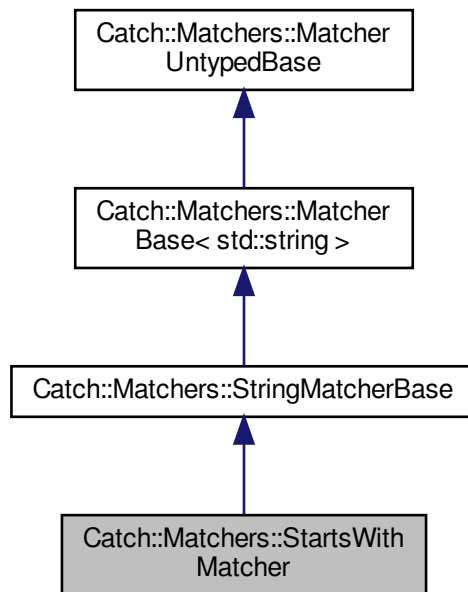 Catch::Matchers::Matcher
UntypedBase
Catch::Matchers::Matcher
Base< std::string >
Catch::Matchers::StringMatcherBase
Catch::Matchers::StartsWith
Matcher